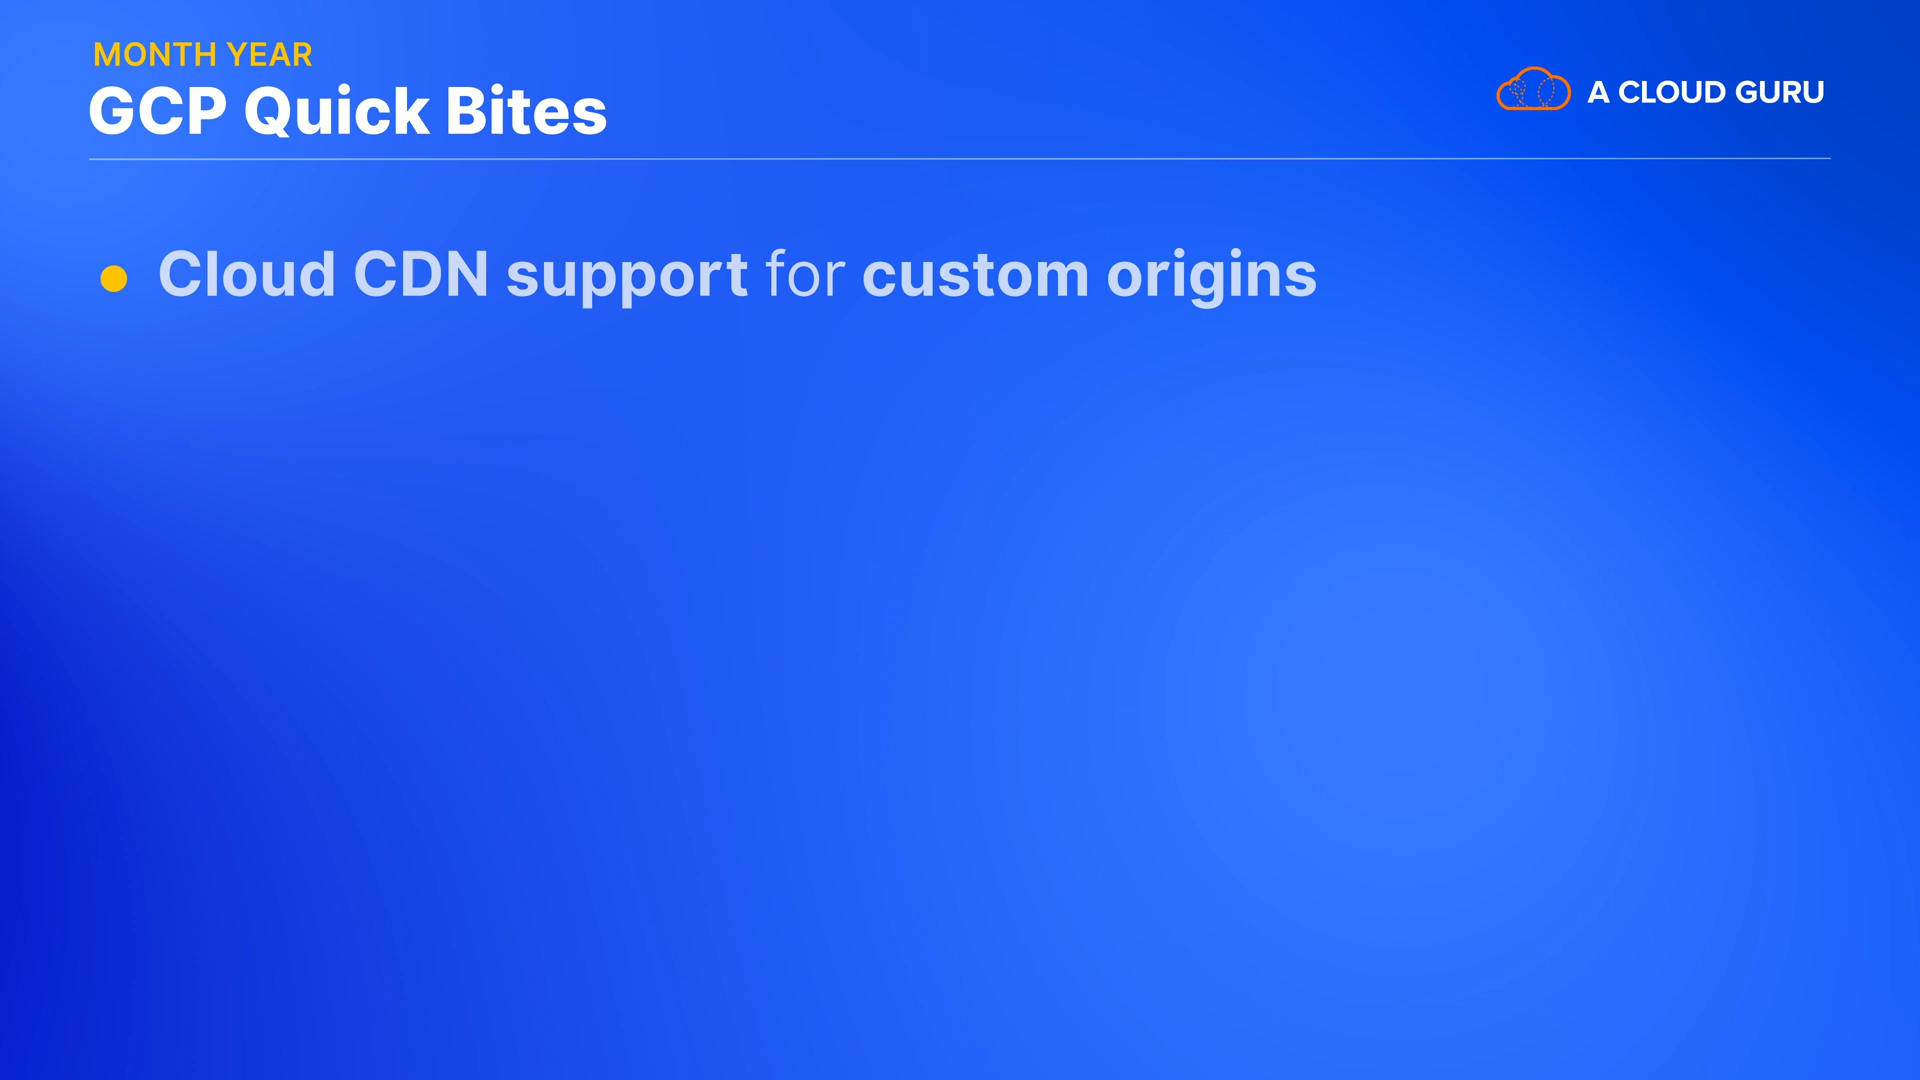 MONTH YEAR
GCP Quick Bites
A CLOUD GURU
Cloud CDN support for custom origins